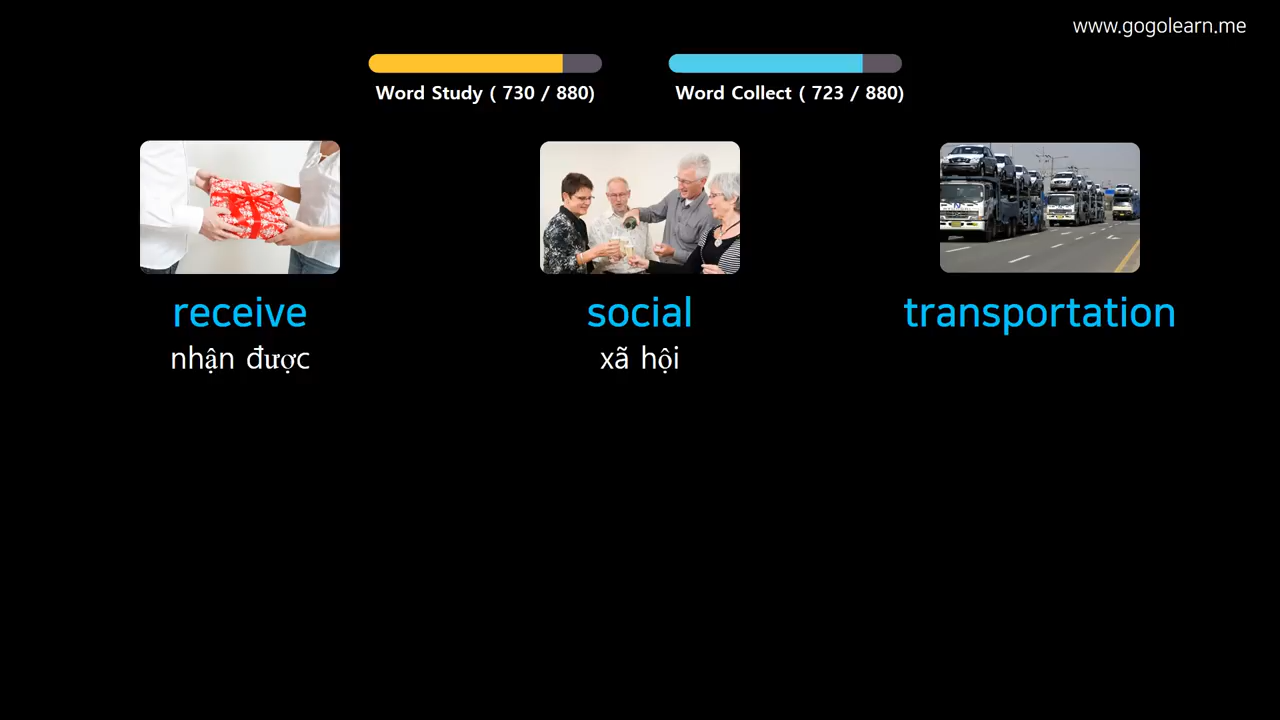 www.gogolearn.me
Word Study ( 730 / 880)
Word Collect ( 723 / 880)
receive
social
transportation
nhận được
xã hội